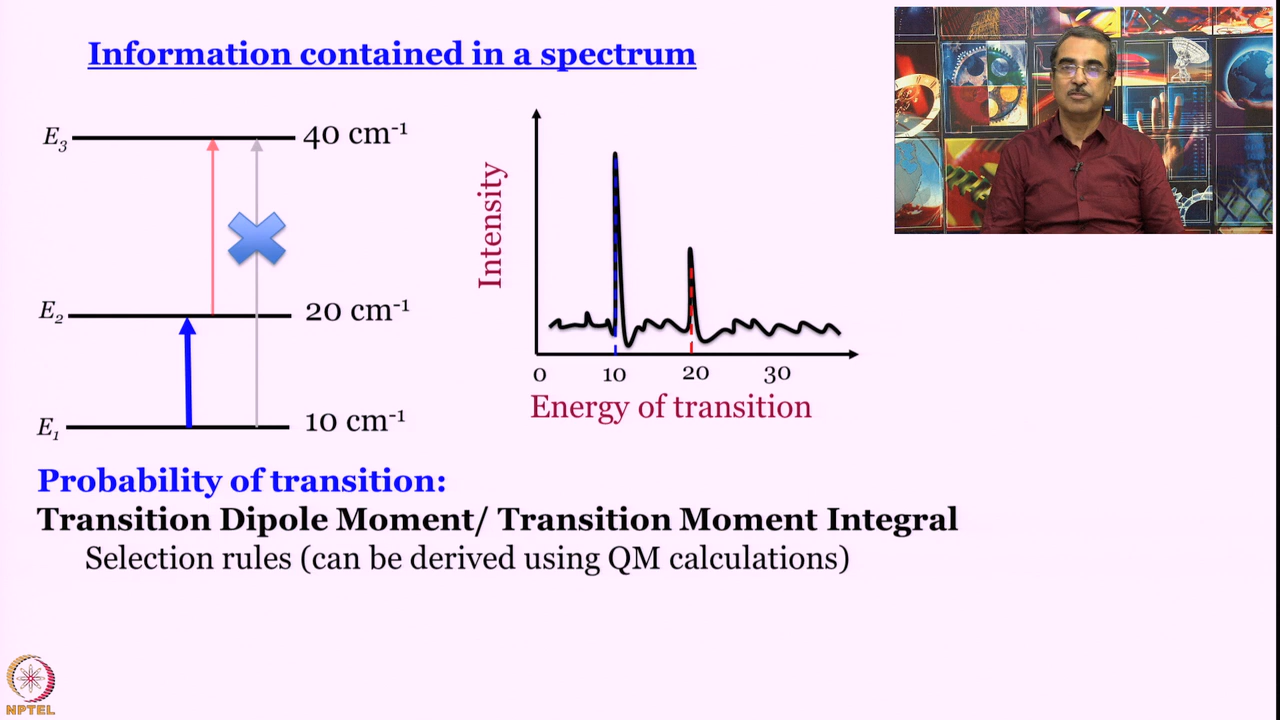 Information contained in a spectrum
E₃ 40 cm⁻¹
E₂ 20 cm⁻¹
E₁ 10 cm⁻¹
Intensity
0 10 20 30
Energy of transition
Probability of transition:
Transition Dipole Moment/ Transition Moment Integral
Selection rules (can be derived using QM calculations)
NPTEL